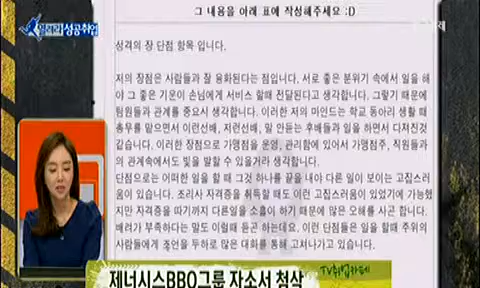 그 내용을 아래 표에 작성해주세요 :D
성공취업
성격의 장 단점 항목 입니다.
저의 장점은 사람들과 잘 융화된다는 점입니다. 서로 좋은 분위기 속에서 일을 해
야 그 좋은 기운이 손님에게 서비스 할때 전달된다고 생각합니다. 그렇기 때문에
팀원들과 관계를 중요시 생각합니다. 이러한 저의 마인드는 학교 동아리 생활 때
총무를 맡으면서 이런선배, 저런선배, 말 안듣는 후배들과 일을 하면서 다져진것
같습니다. 이러한 장점으로 가맹점을 운영, 관리함에 있어서 가맹점주, 직원들과
의 관계속에서도 빛을 발할 수 있을거라 생각합니다.
단점으로는 어떠한 일을 할 때 그것 하나를 끝을 내야 다른 일이 보이는 고집스러
움이 있습니다. 조리사 자격증을 취득할 때도 이런 고집스러움이 있었기에 가능했
지만 자격증을 따기까지 다른일을 소홀이 하기 때문에 많은 오해를 사곤 합니다.
배려가 부족하다는 말도 이럴때 듣곤 하는데요. 이런 단점들은 일을 할때 주위의
사람들에게 조언을 구하로 많은 대화를 통해 고쳐나가고 있습니다.
TV취업카페
제너시스BBQ그룹 자소서 첨삭